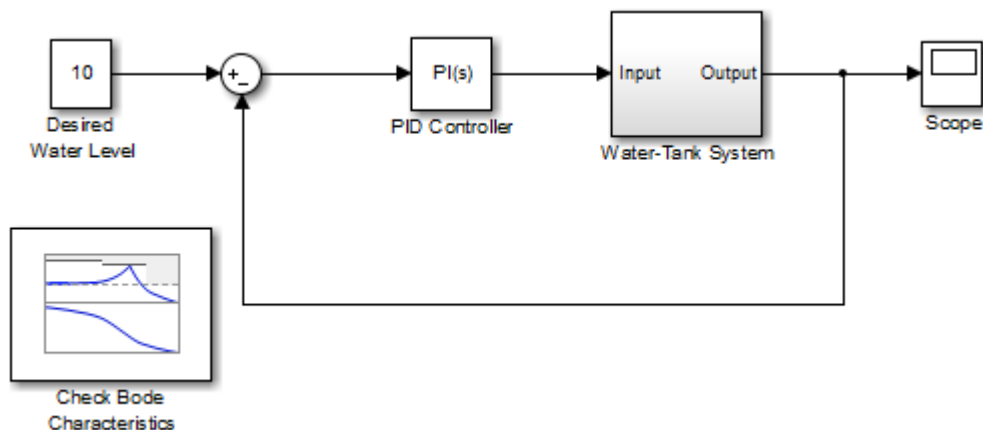 10
Desired
Water Level
+
−
PI(s)
PID Controller
Input
Output
Water-Tank System
Scope
Check Bode
Characteristics